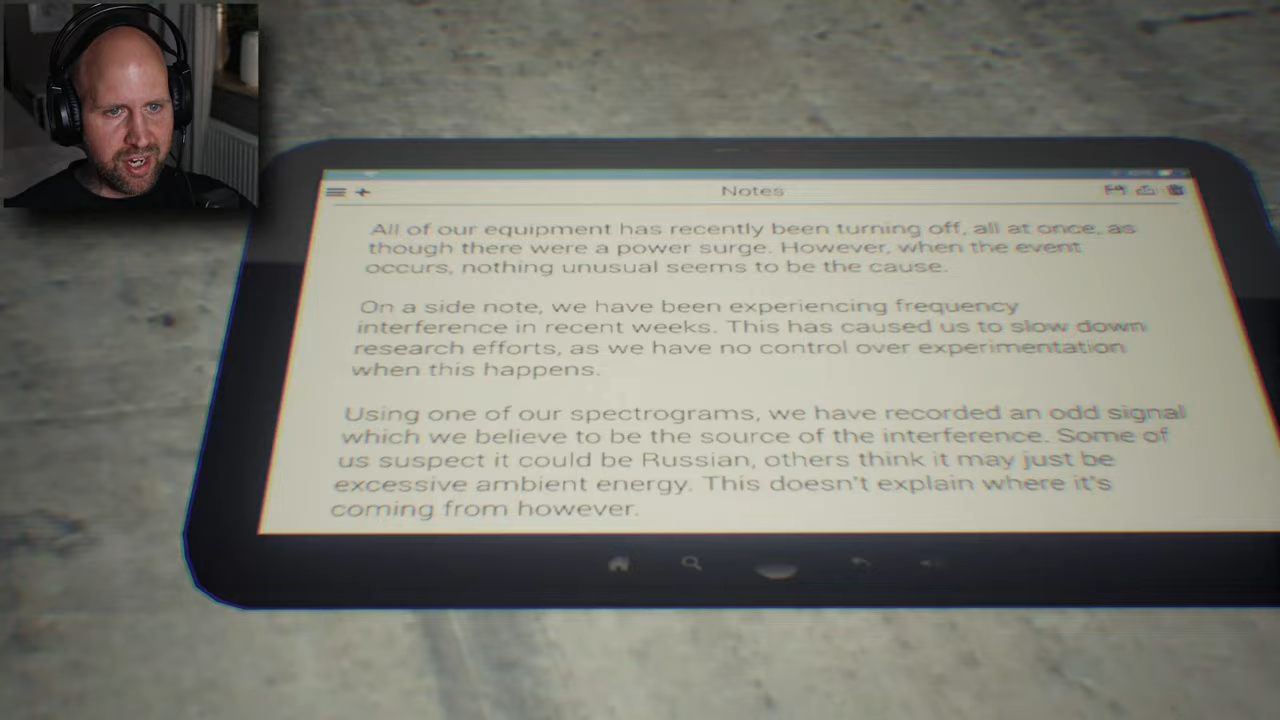 Notes
All of our equipment has recently been turning off, all at once, as
though there were a power surge. However, when the event
occurs, nothing unusual seems to be the cause.
On a side note, we have been experiencing frequency
interference in recent weeks. This has caused us to slow down
research efforts, as we have no control over experimentation
when this happens.
Using one of our spectrograms, we have recorded an odd signal
which we believe to be the source of the interference. Some of
us suspect it could be Russian, others think it may just be
excessive ambient energy. This doesn't explain where it's
coming from however.